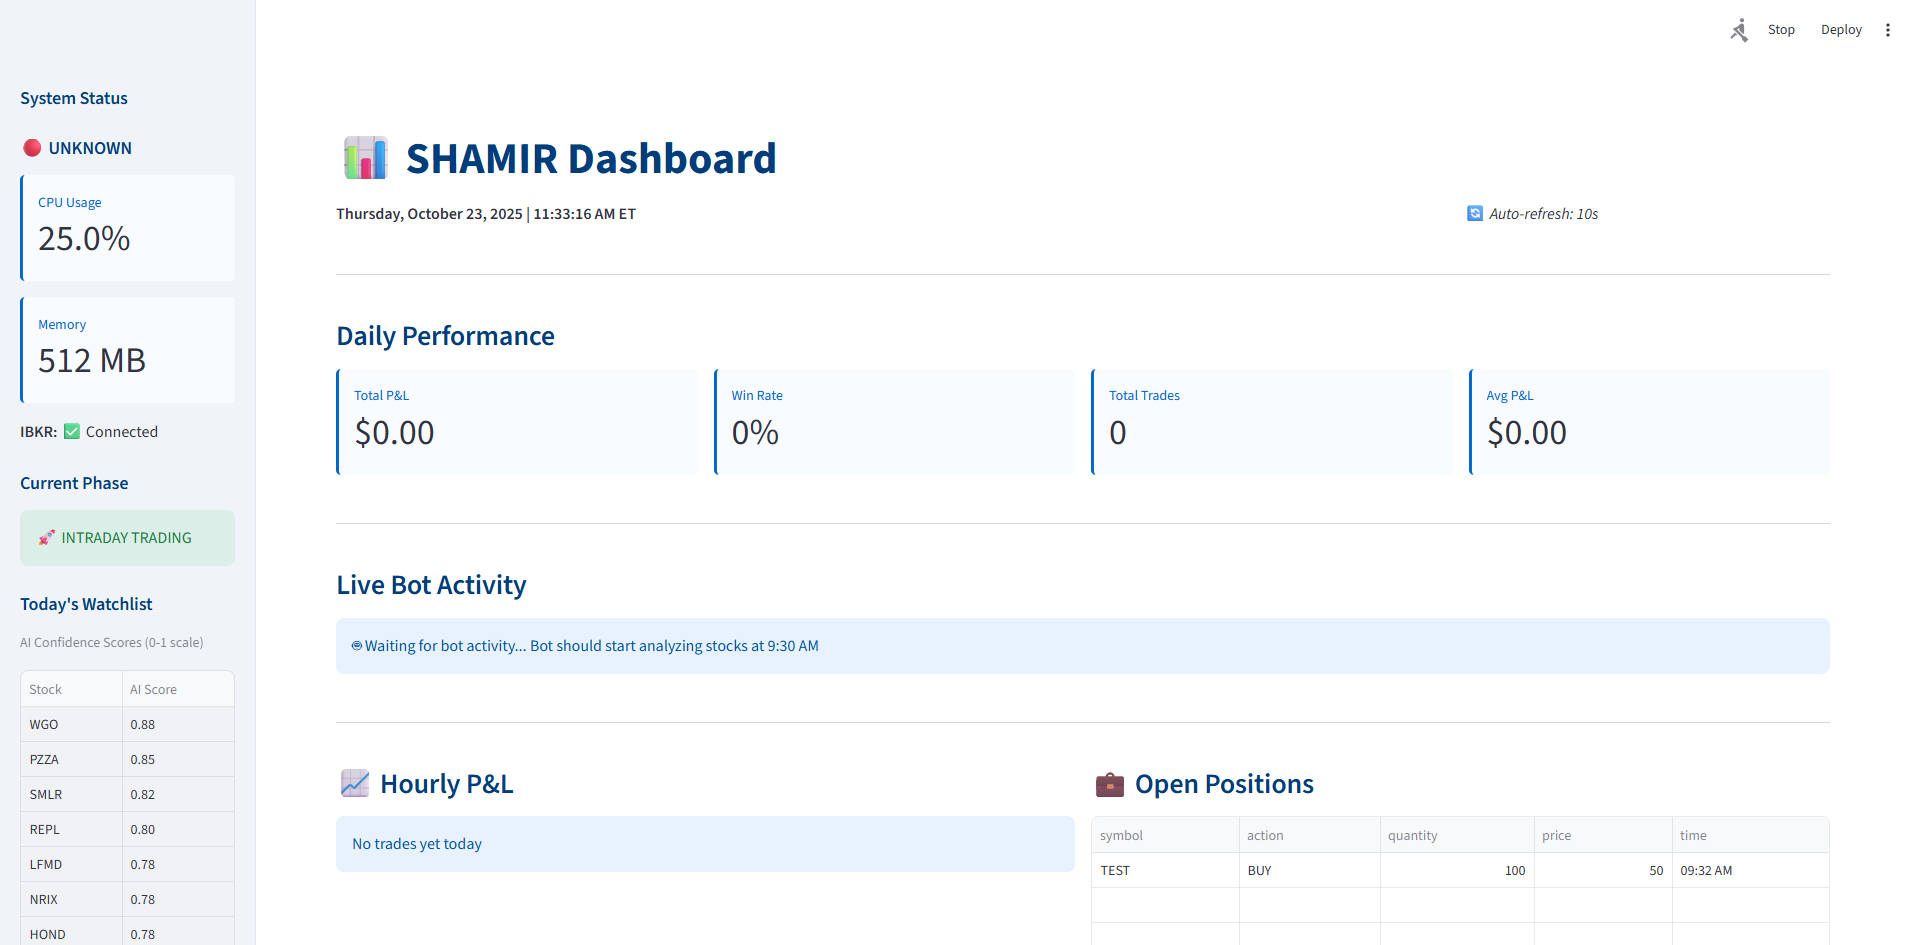 Stop Deploy
System Status
UNKNOWN
CPU Usage
25.0%
Memory
512 MB
IBKR: ✅ Connected
Current Phase
🚀 INTRADAY TRADING
Today's Watchlist
AI Confidence Scores (0-1 scale)
Stock AI Score
WGO 0.88
PZZA 0.85
SMLR 0.82
REPL 0.80
LFMD 0.78
NRIX 0.78
HOND 0.78
SHAMIR Dashboard
Thursday, October 23, 2025 | 11:33:16 AM ET
Auto-refresh: 10s
Daily Performance
Total P&L
$0.00
Win Rate
0%
Total Trades
0
Avg P&L
$0.00
Live Bot Activity
Waiting for bot activity... Bot should start analyzing stocks at 9:30 AM
Hourly P&L
No trades yet today
Open Positions
symbol action quantity price time
TEST BUY 100 50 09:32 AM